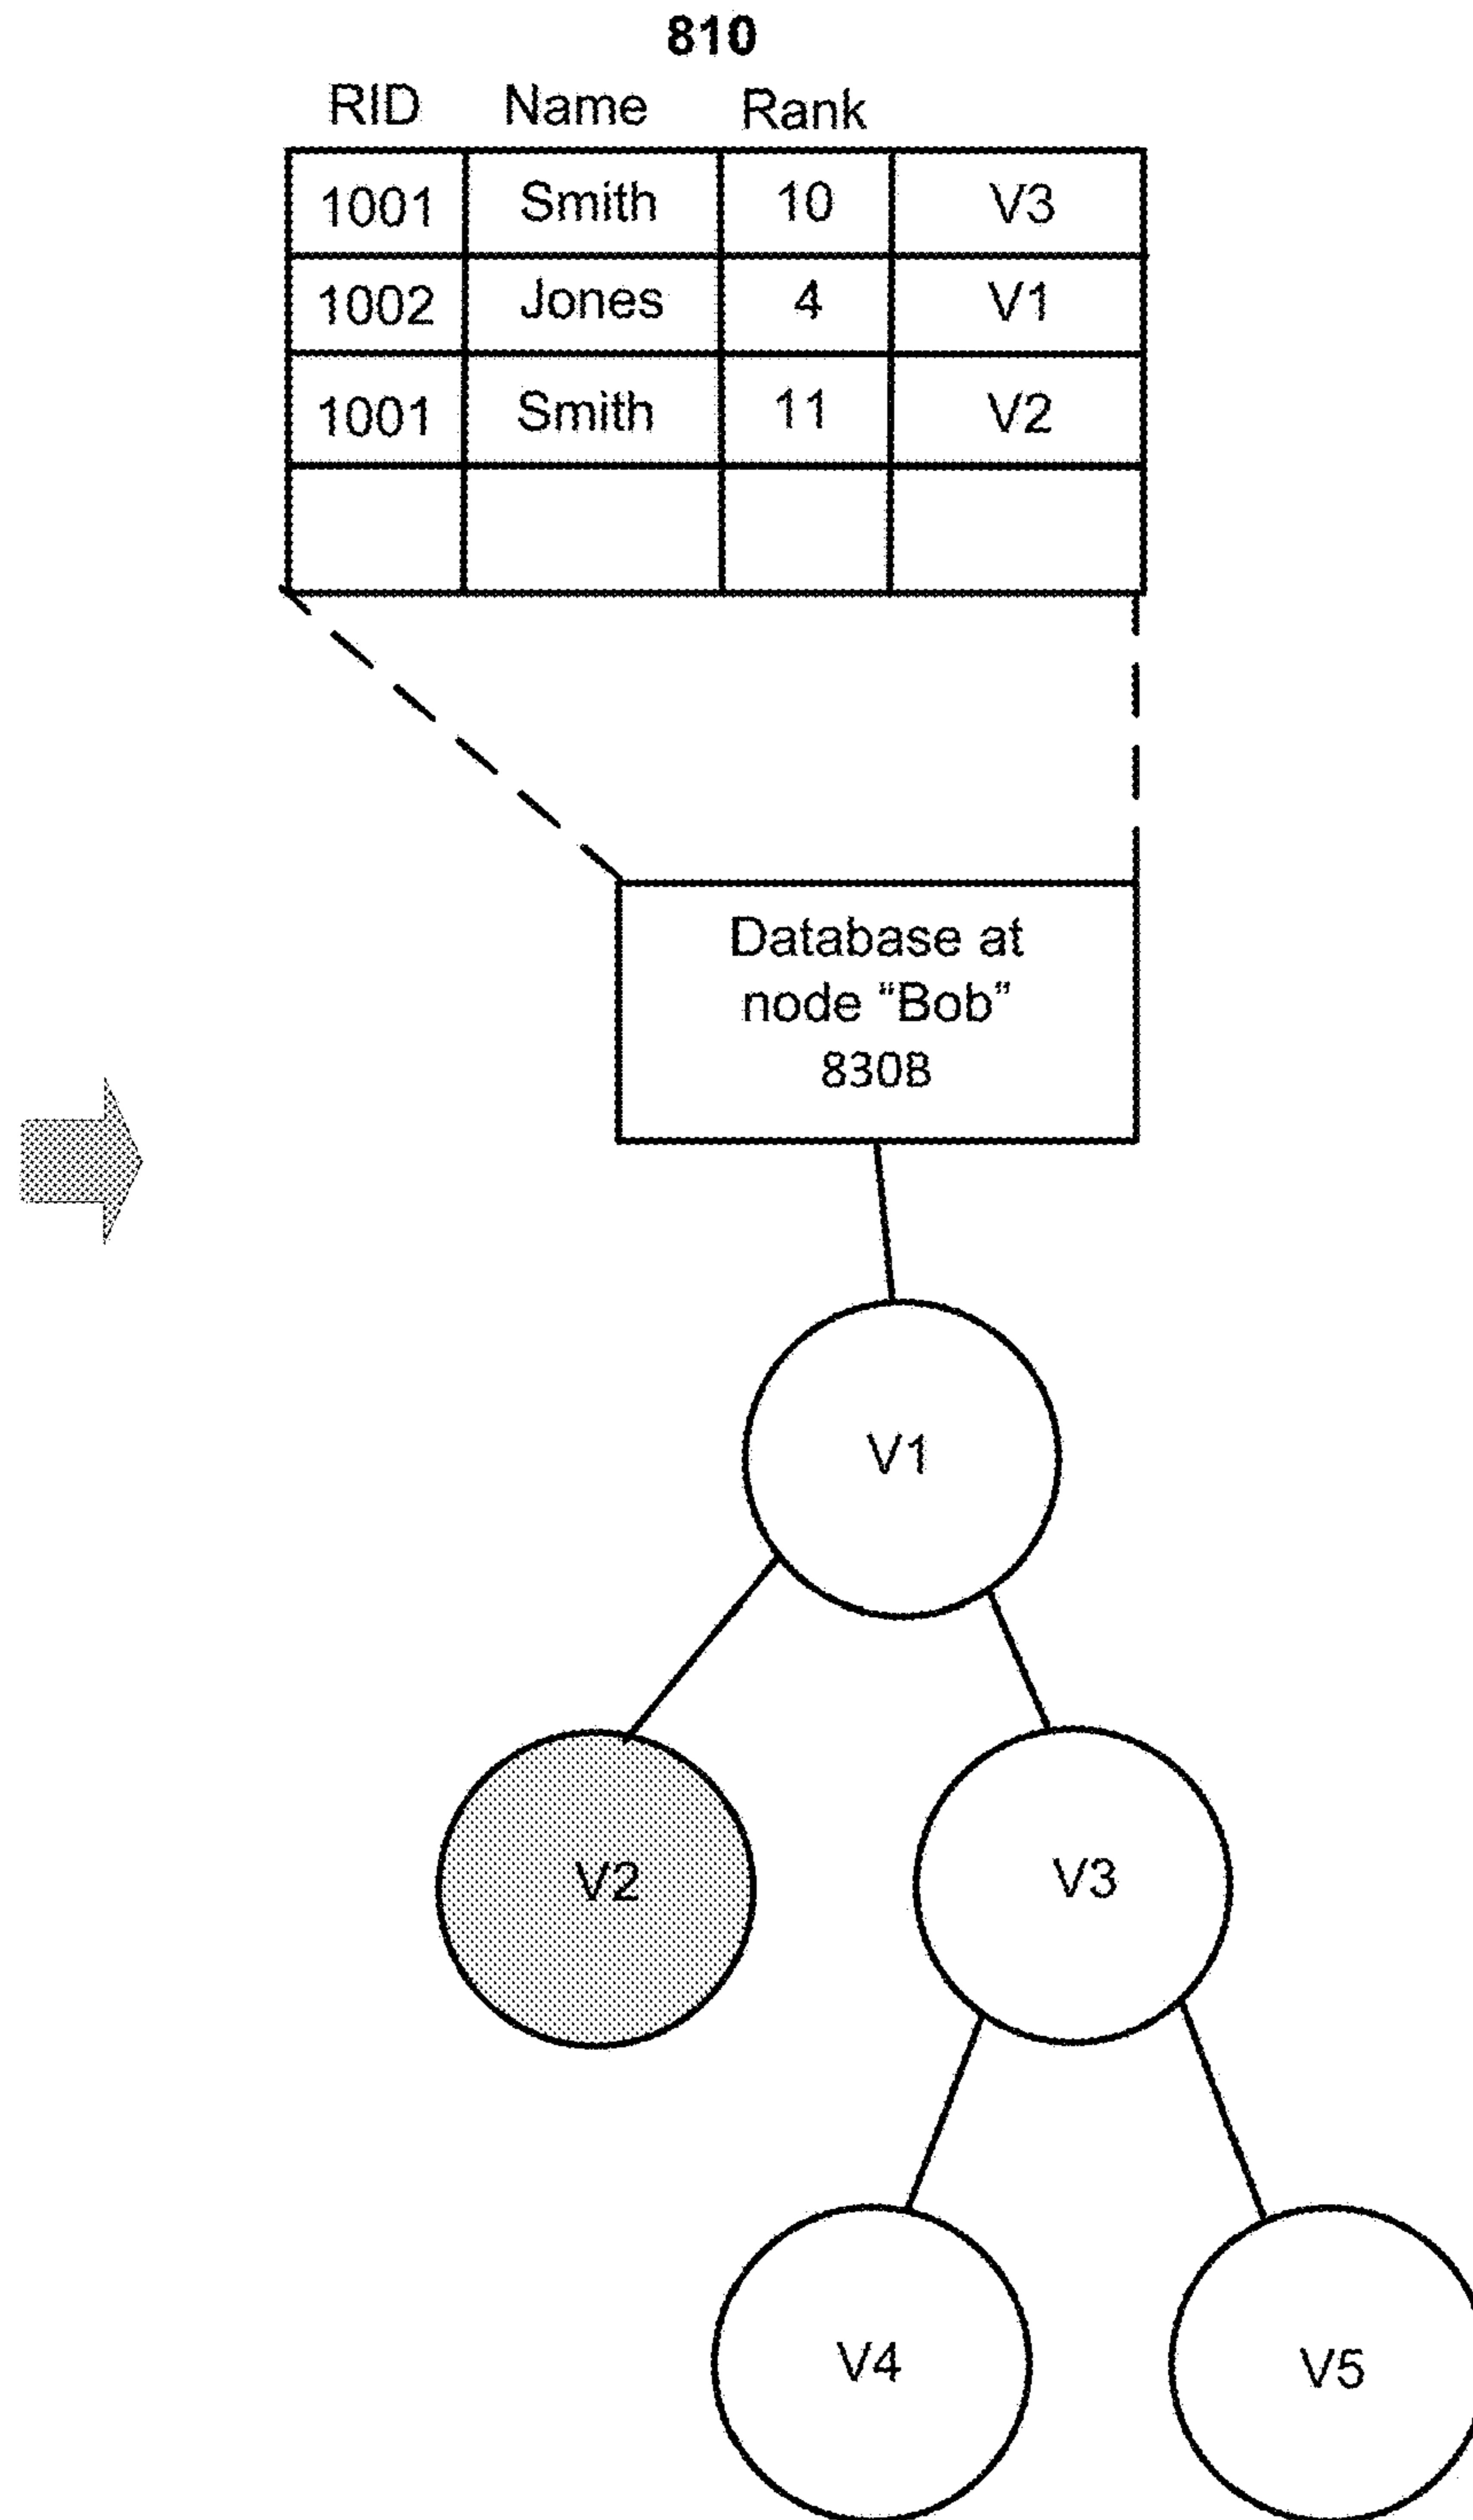 810
RID Name Rank
1001 Smith 10 V3
1002 Jones 4 V1
1001 Smith 11 V2
Database at
node “Bob”
830B
V1
V2 V3
V4 V5